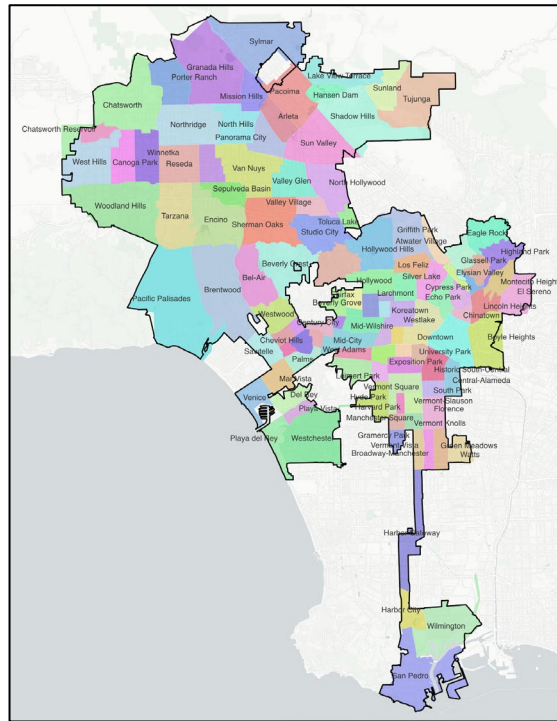 Sylmar
Granada Hills
Porter Ranch
Lake View Terrace
Pacoima
Mission Hills
Hansen Dam
Sunland
Tujunga
Chatsworth
Arleta
Shadow Hills
Northridge
North Hills
Panorama City
Sun Valley
Chatsworth Reservoir
Winnetka
West Hills
Canoga Park
Reseda
Van Nuys
Valley Glen
North Hollywood
Sepulveda Basin
Woodland Hills
Valley Village
Tarzana
Encino
Sherman Oaks
Toluca Lake
Studio City
Griffith Park
Atwater Village
Eagle Rock
Hollywood Hills
Highland Park
Beverly Crest
Los Feliz
Glassell Park
Elysian Valley
Bel-Air
Silver Lake
Hollywood
Cypress Park
Montecito Heights
El Sereno
Brentwood
Pacific Palisades
Fairfax
Larchmont
Echo Park
Beverly Grove
Lincoln Heights
Westwood
Koreatown
Chinatown
Century City
Mid-Wilshire
Westlake
Cheviot Hills
Mid-City
Downtown
Boyle Heights
Sawtelle
Palms
West Adams
University Park
Exposition Park
Historic South-Central
Mar Vista
Leimert Park
Central-Alameda
Vermont Square
South Park
Venice
Del Rey
Hyde Park
Vermont-Slauson
Playa Vista
Harvard Park
Florence
Manchester Square
Vermont Knolls
Playa del Rey
Westchester
Gramercy Park
Vermont Vista
Green Meadows
Broadway-Manchester
Watts
Harbor Gateway
Harbor City
Wilmington
San Pedro